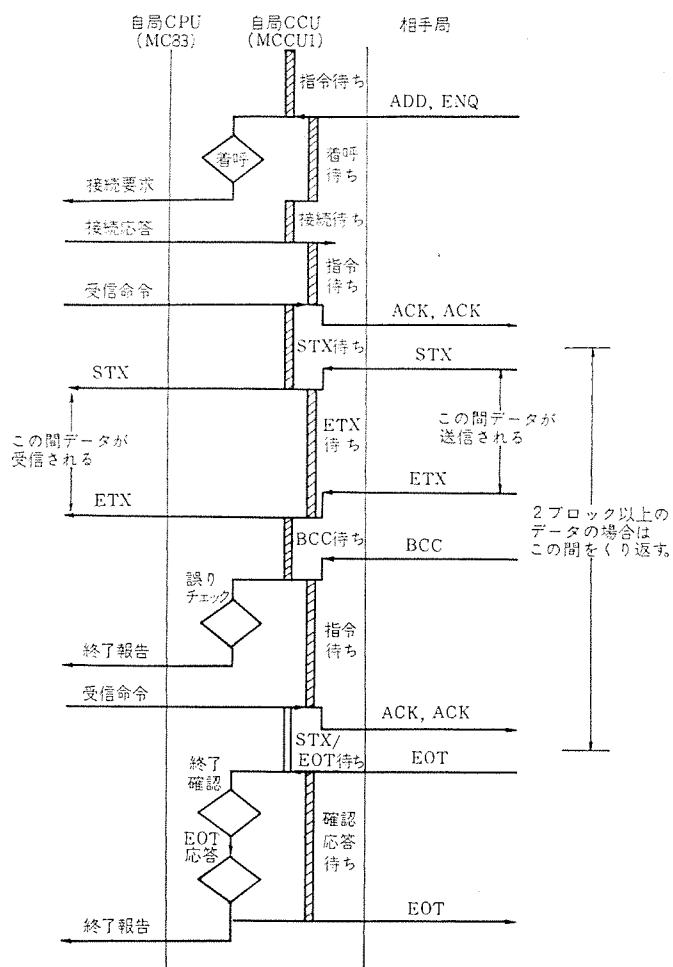 自局CPU
(MC83)
自局CCU
(MCCU1)
相手局
指令待ち
ADD, ENQ
着呼
着呼
待ち
接続要求
接続待ち
接続応答
指令
待ち
受信命令
ACK, ACK
STX待ち
STX
STX
この間データが
受信される
ETX
待ち
この間データが
送信される
ETX
ETX
2ブロック以上の
データの場合は
この間をくり返す。
BCC待ち
BCC
誤り
チェック
指令
待ち
終了報告
受信命令
ACK, ACK
STX/
EOT待ち
EOT
終了
確認
EOT
応答
確認
応答
待ち
EOT
終了報告